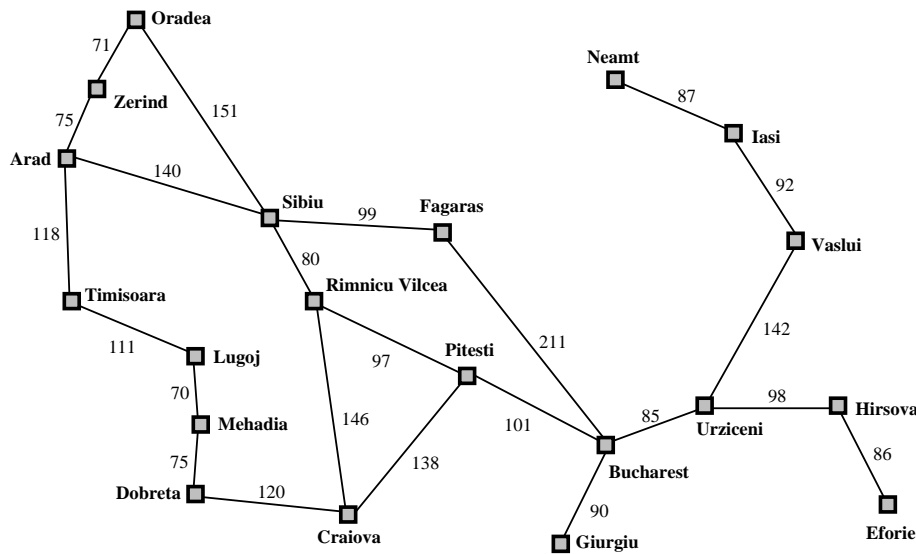 Oradea
71
Neamt
Zerind
87
151
75
Iasi
Arad
140
92
Sibiu
99
Fagaras
118
Vaslui
80
Timisoara
Rimnicu Vilcea
142
111
Lugoj
97
Pitesti
211
70
98
Hirsova
Mehadia
146
101
85
Urziceni
86
75
138
Bucharest
Dobreta
120
90
Craiova
Giurgiu
Eforie